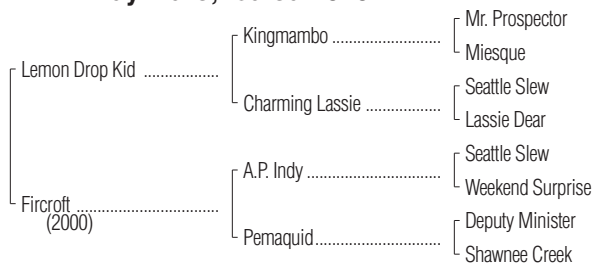 Kingmambo ....................
Mr. Prospector
Miesque
Lemon Drop Kid ..................
Charming Lassie ..................
Seattle Slew
Lassie Dear
A.P. Indy .........................
Seattle Slew
Weekend Surprise
Fircroft ..................................
(2000)
Pemaquid.......................
Deputy Minister
Shawnee Creek